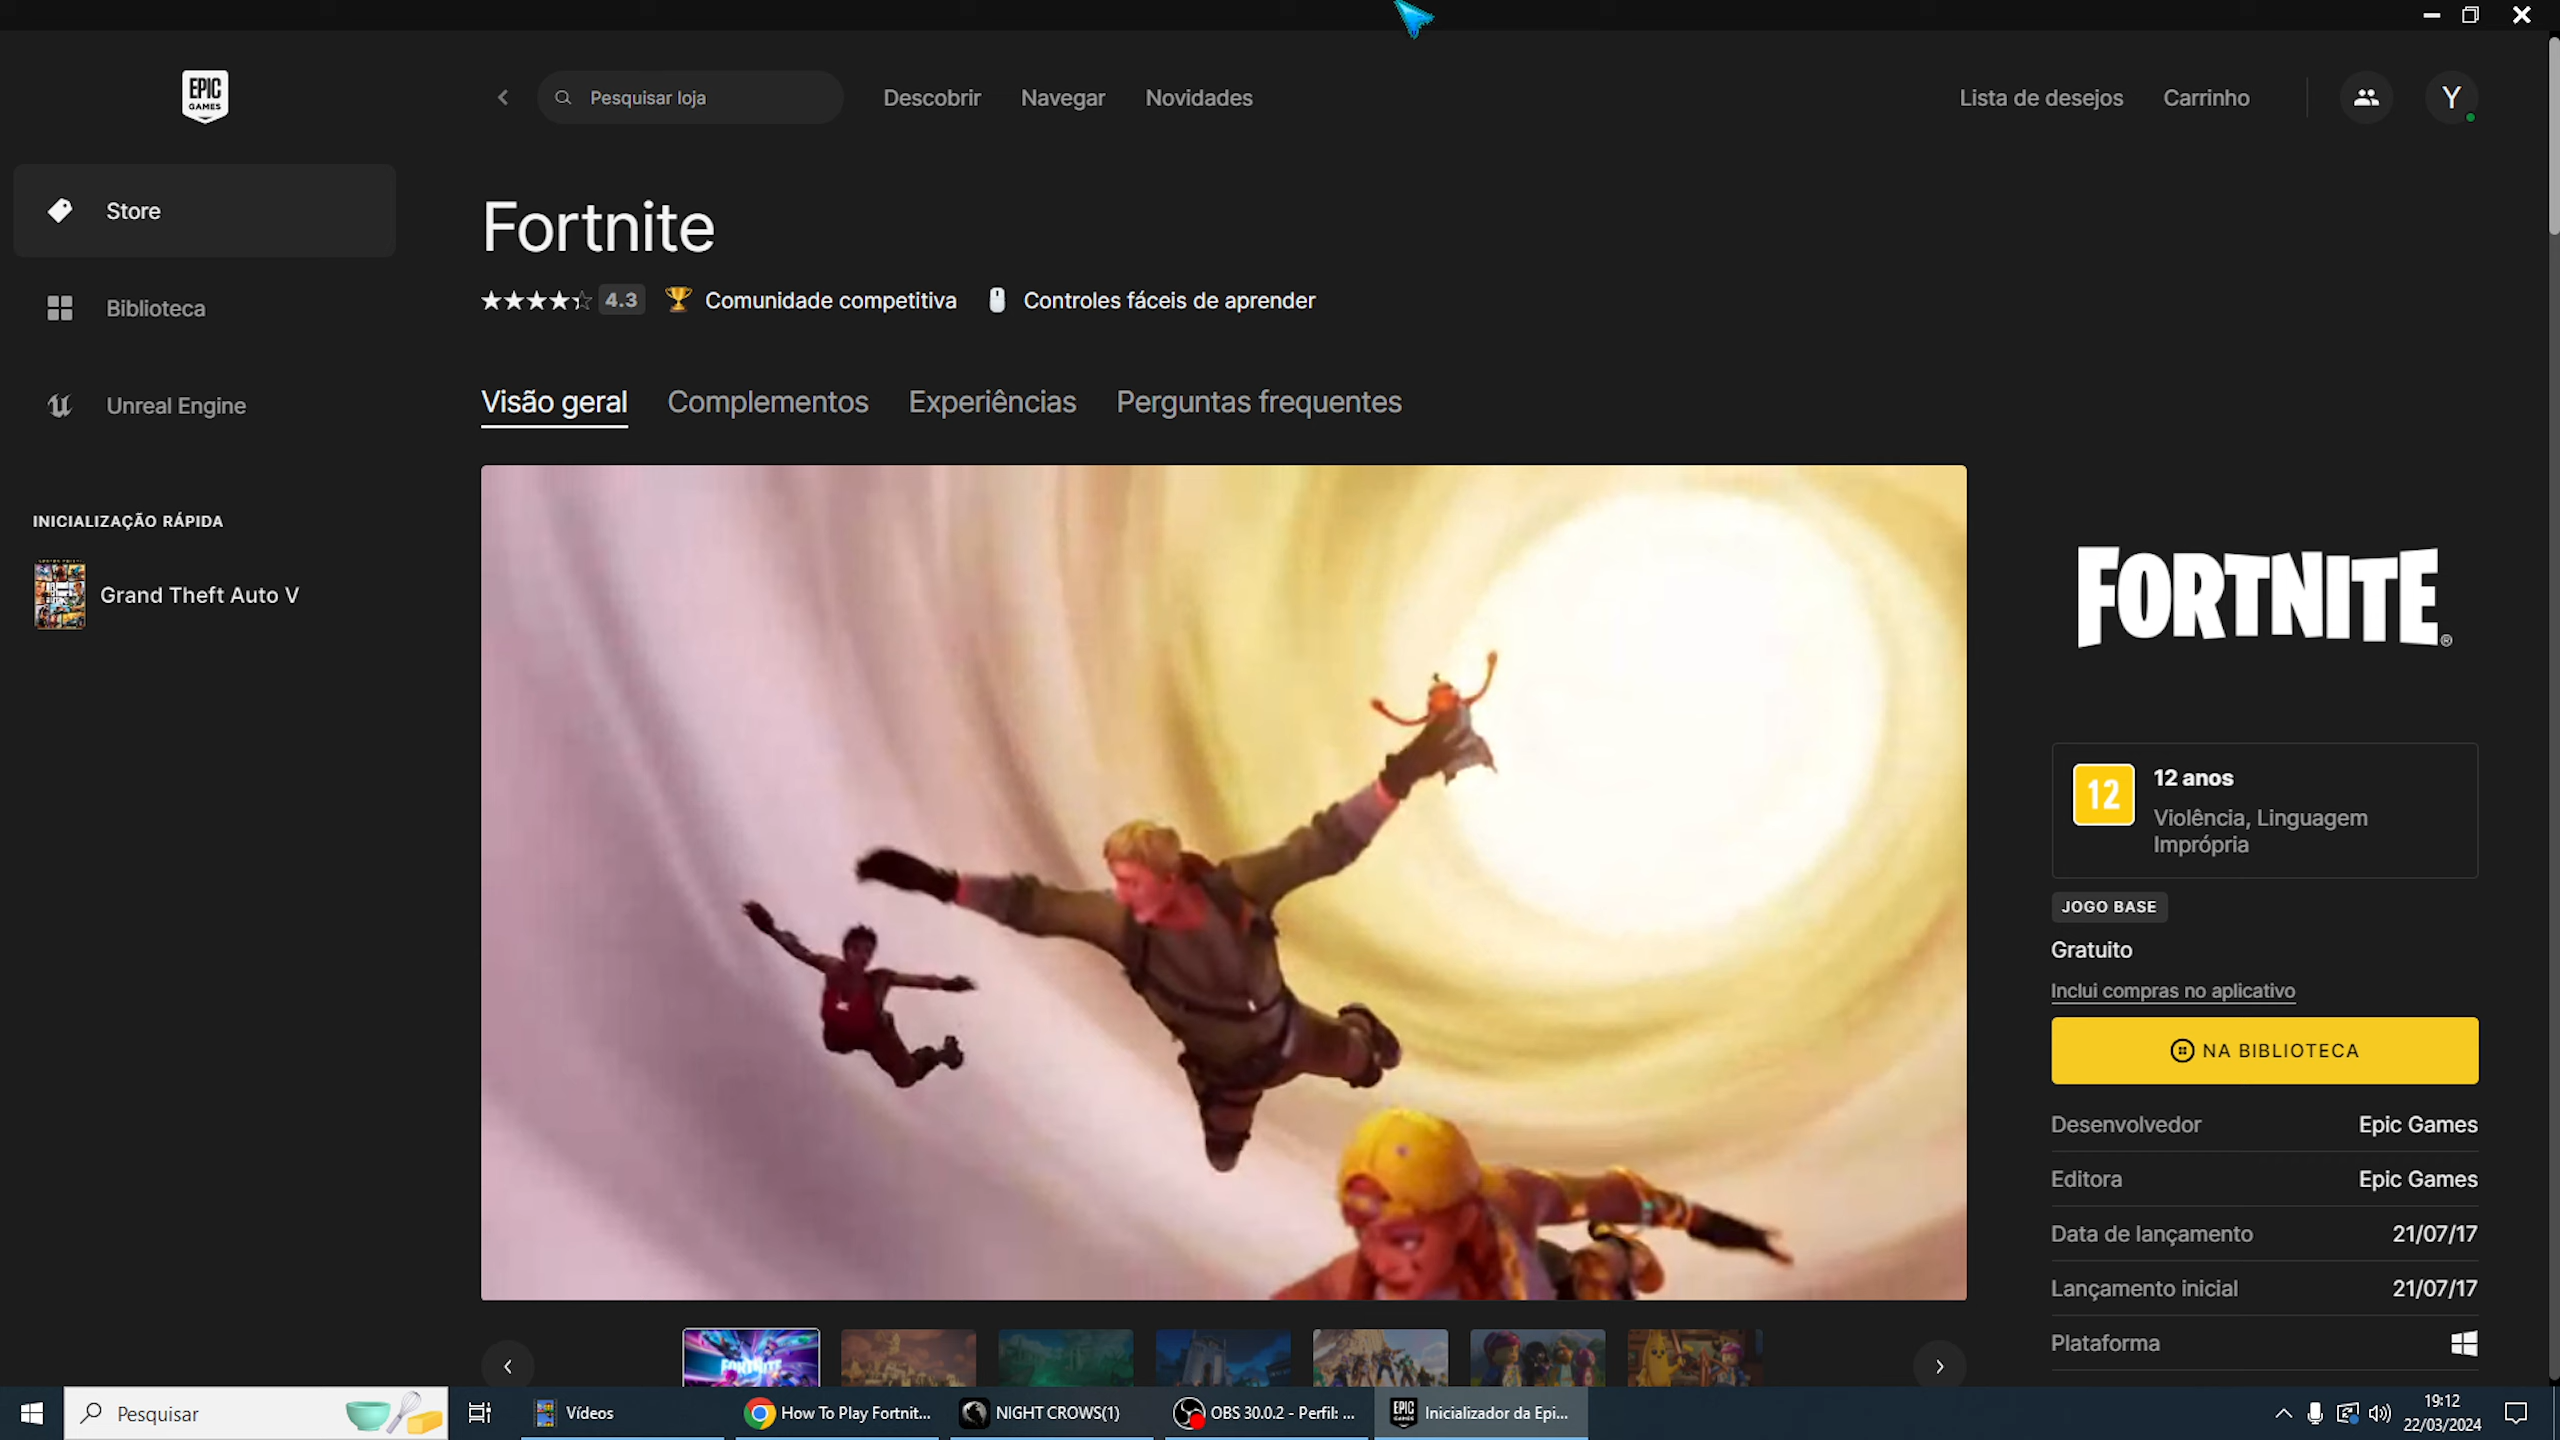 EPIC
GAMES
Pesquisar loja
Descobrir
Navegar
Novidades
Lista de desejos
Carrinho
Y
Store
Biblioteca
Unreal Engine
INICIALIZAÇÃO RÁPIDA
Grand Theft Auto V
Fortnite
4.3
Comunidade competitiva
Controles fáceis de aprender
Visão geral
Complementos
Experiências
Perguntas frequentes
FORTNITE®
12
12 anos
Violência, Linguagem
Imprópria
JOGO BASE
Gratuito
Inclui compras no aplicativo
NA BIBLIOTECA
Desenvolvedor
Epic Games
Editora
Epic Games
Data de lançamento
21/07/17
Lançamento inicial
21/07/17
Plataforma
FORTNITE
Pesquisar
Vídeos
How To Play Fortnit...
NIGHT CROWS(1)
OBS 30.0.2 - Perfil: ...
EPIC
GAMES
Inicializador da Epi...
19:12
22/03/2024